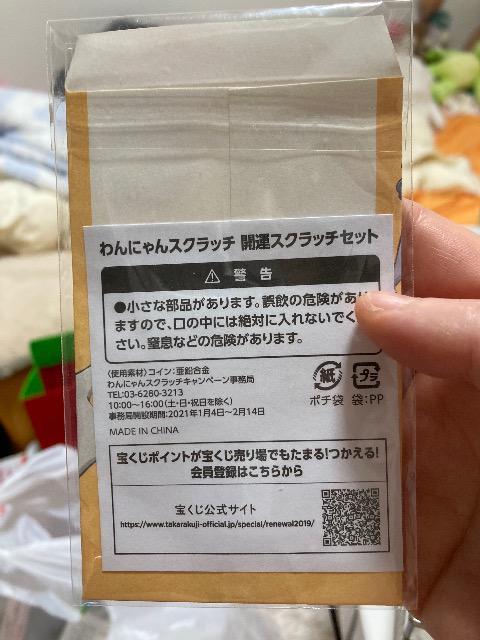 わんにゃんスクラッチ 開運スクラッチセット
⚠ 警告
●小さな部品があります。誤飲の危険があ
ますので、口の中には絶対に入れないでく
さい。窒息などの危険があります。
〈使用素材〉コイン:亜鉛合金
わんにゃんスクラッチキャンペーン事務局
TEL:03-6280-3213
10:00〜16:00(土・日・祝日を除く)
事務局開設期間:2021年1月4日〜2月14日
MADE IN CHINA
紙 プラ
ポチ袋 袋:PP
宝くじポイントが宝くじ売り場でもたまる!つかえる!
会員登録はこちらから
宝くじ公式サイト
https://www.takarakuji-official.jp/special/renewal2019/